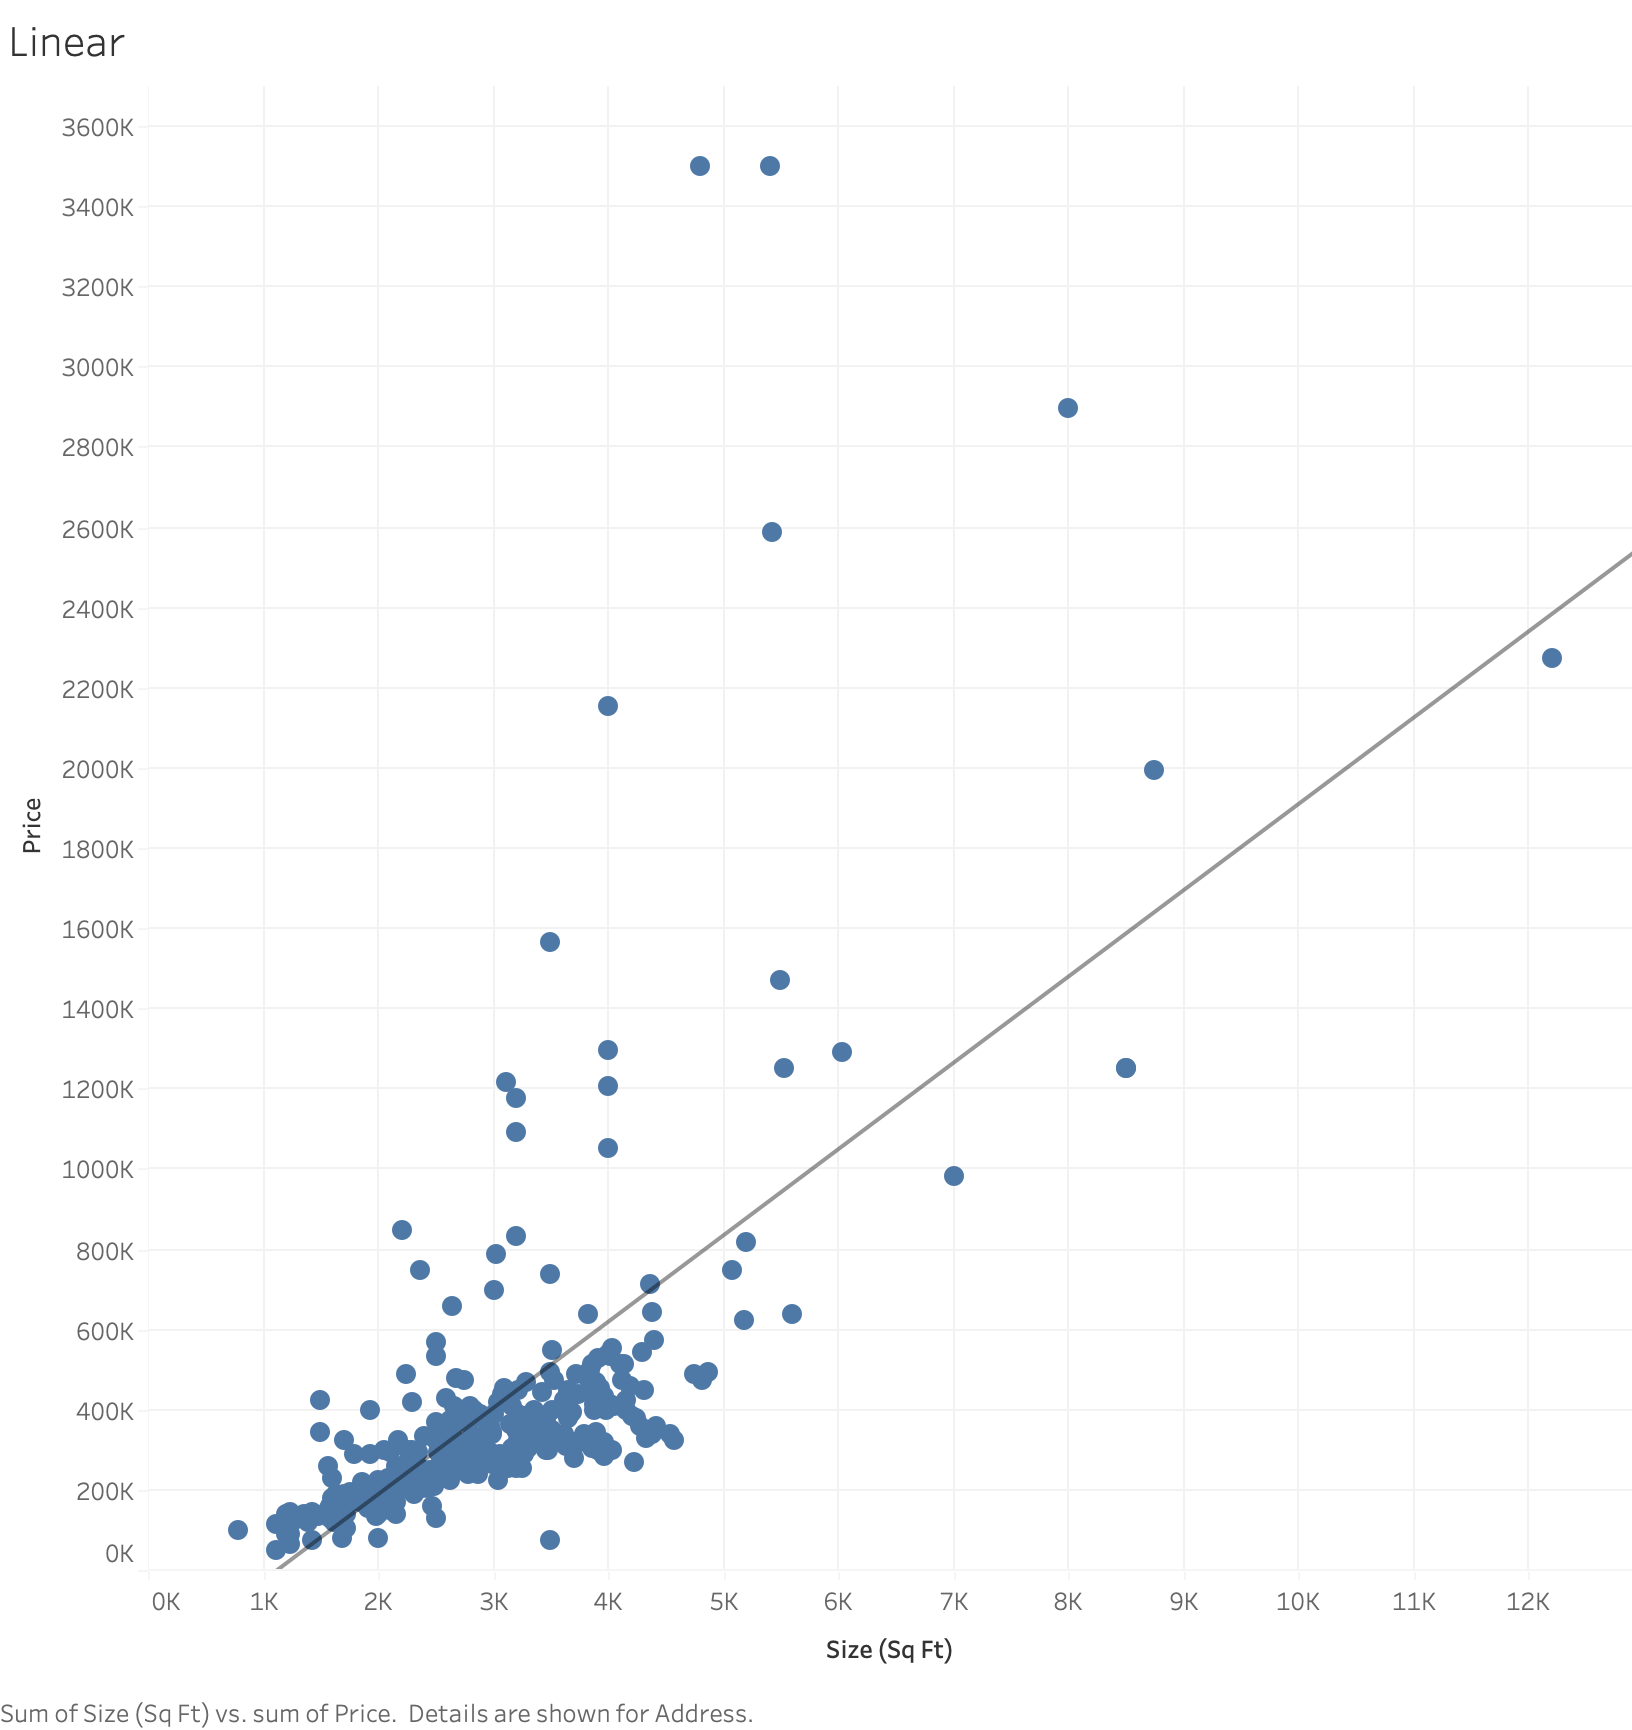 Linear
3600K
3400K
3200K
3000K
2800K
2600K
2400K
2200K
2000K
1800K
1600K
1400K
1200K
1000K
800K
600K
400K
200K
0K
Price
0K 1K 2K 3K 4K 5K 6K 7K 8K 9K 10K 11K 12K
Size (Sq Ft)
Sum of Size (Sq Ft) vs. sum of Price.  Details are shown for Address.